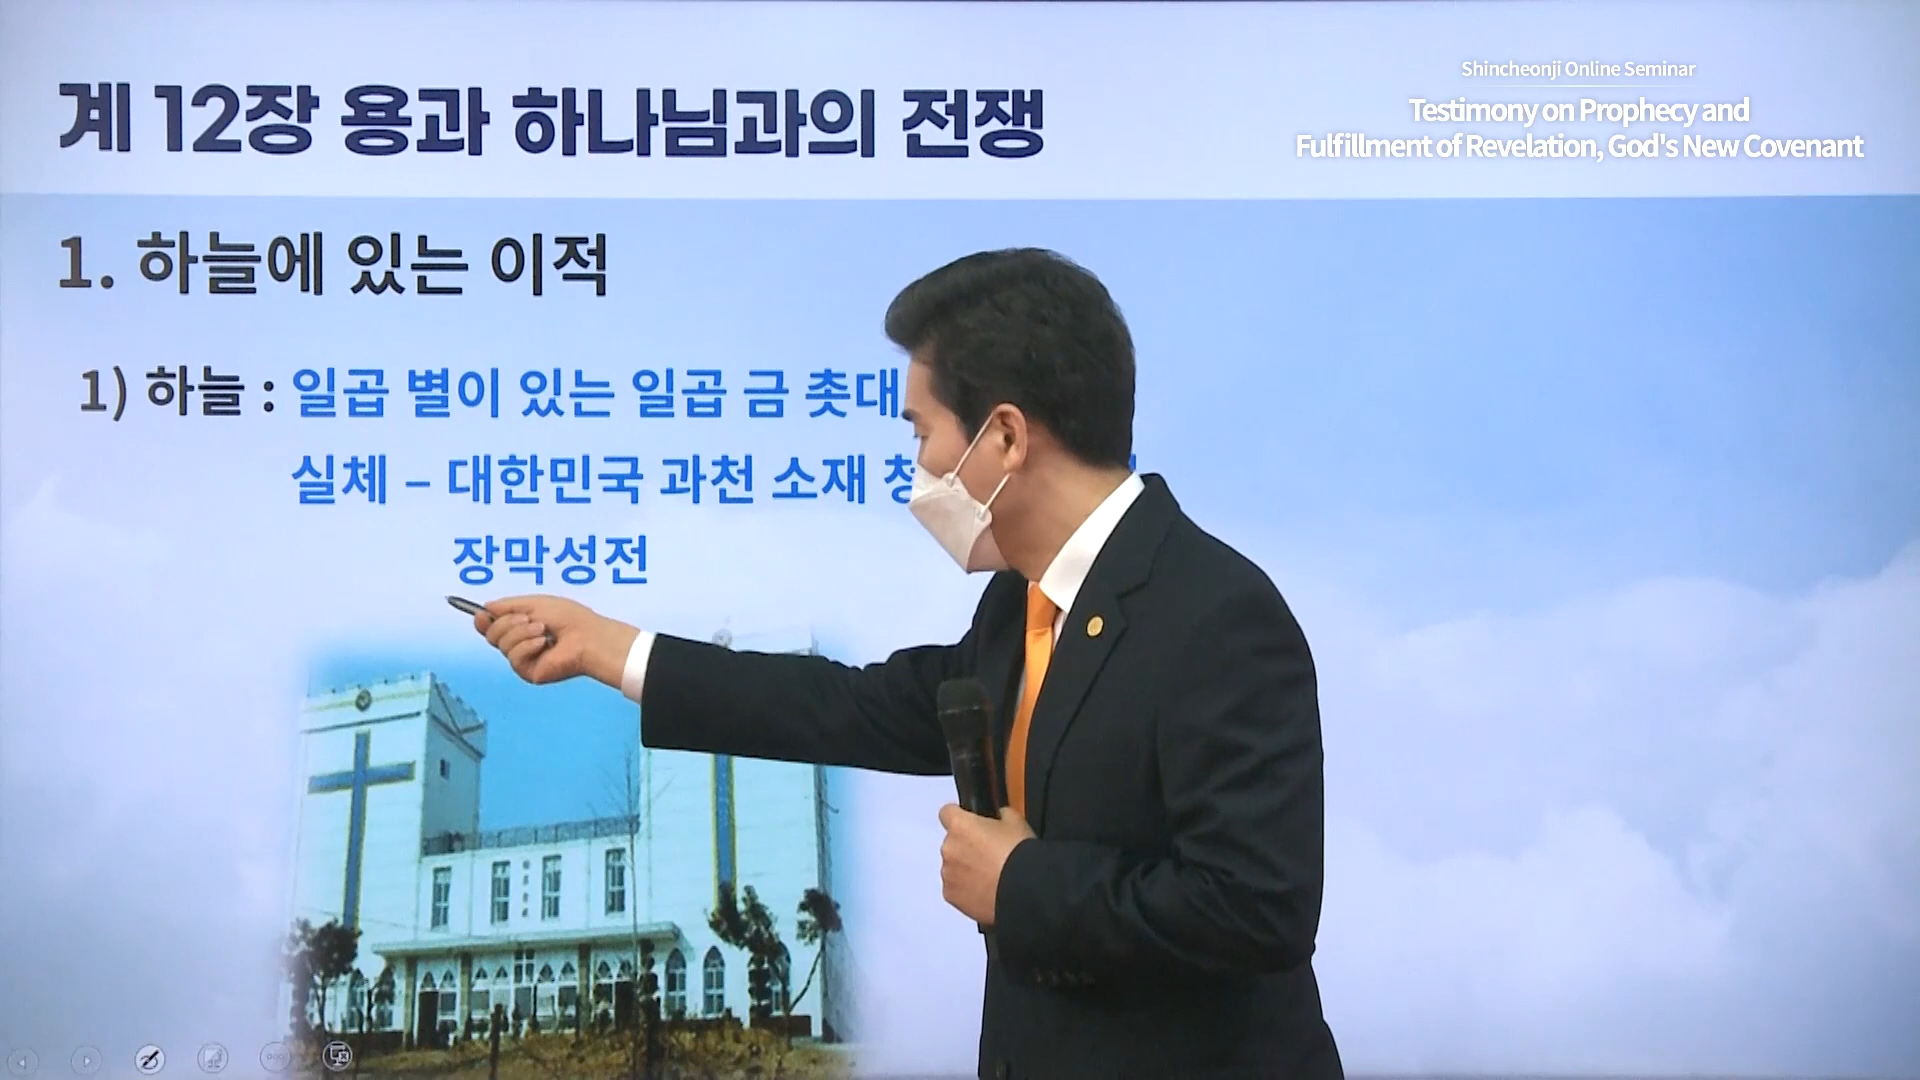 계 12장 용과 하나님과의 전쟁
Shincheonji Online Seminar
Testimony on Prophecy and
Fulfillment of Revelation, God's New Covenant
1. 하늘에 있는 이적
1) 하늘 : 일곱 별이 있는 일곱 금 촛대
실체 – 대한민국 과천 소재
장막성전